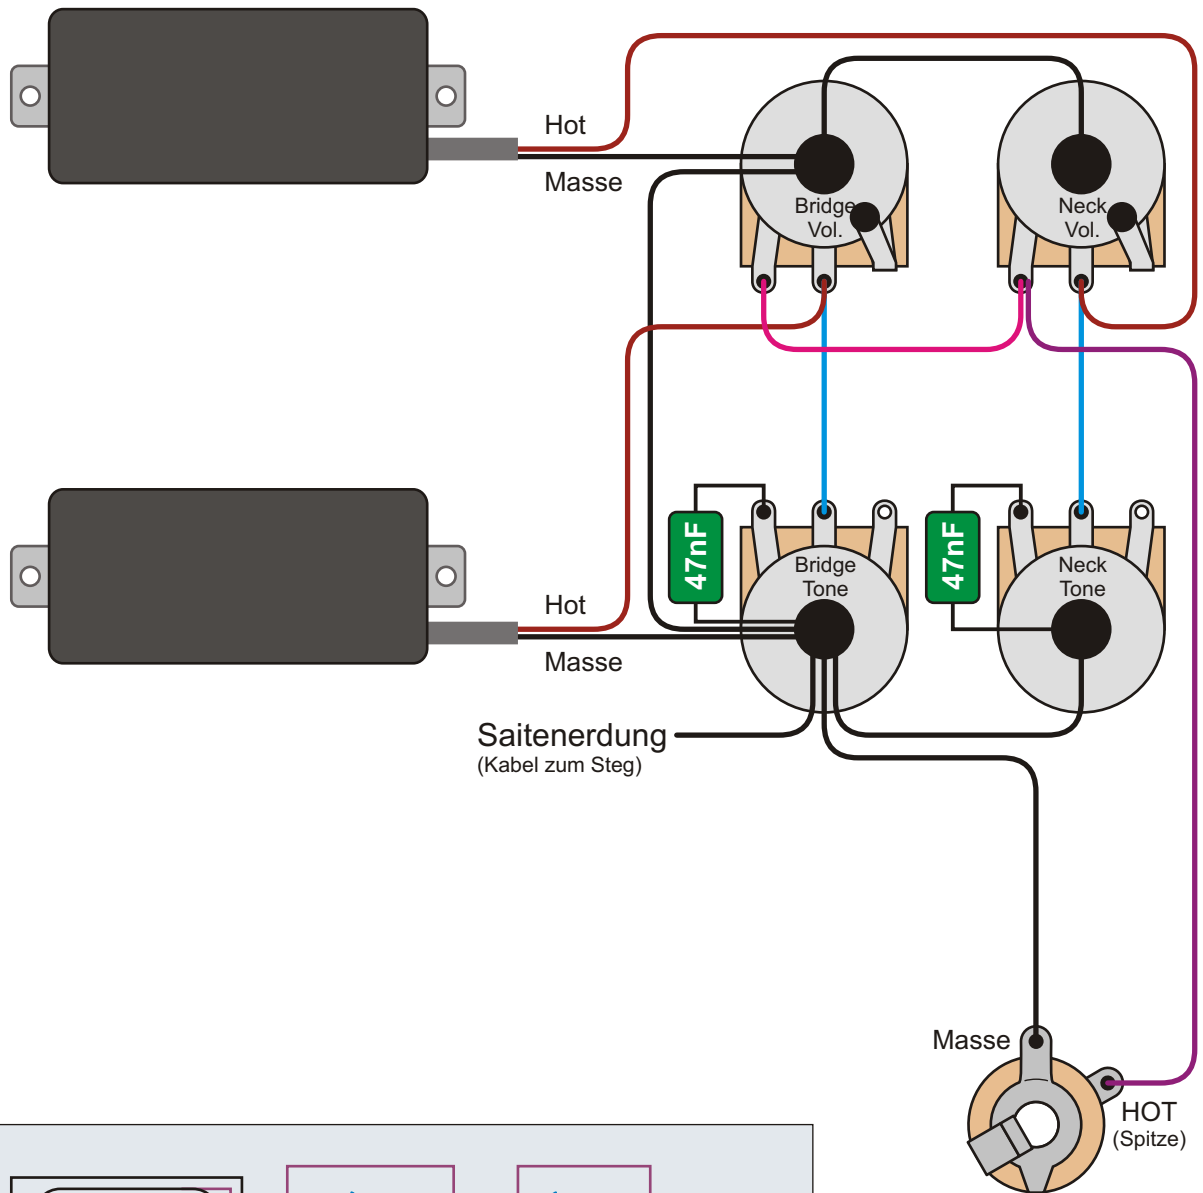 Hot
Masse
Bridge
Vol.
Neck
Vol.
47nF
Bridge
Tone
47nF
Neck
Tone
Hot
Masse
Saitenerdung
(Kabel zum Steg)
Masse
HOT
(Spitze)